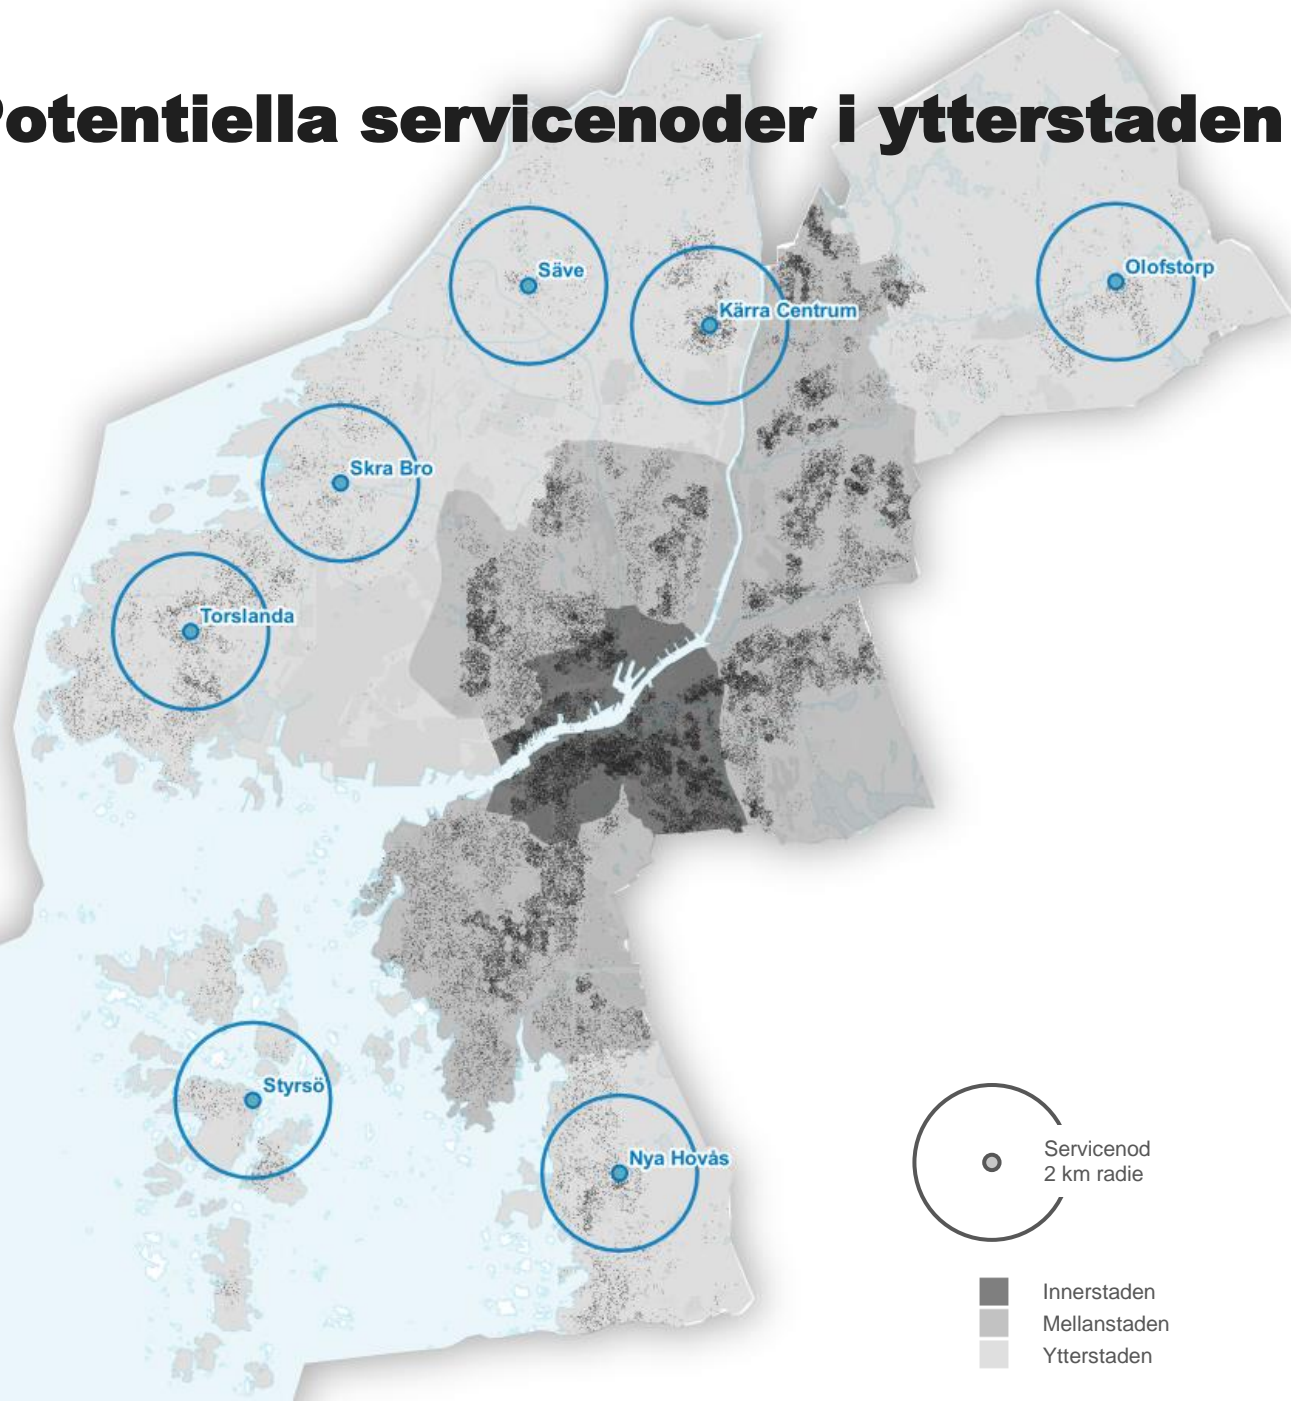 Potentiella servicenoder i ytterstaden
Säve
Olofstorp
Kärra Centrum
Skra Bro
Torslanda
Styrsö
Nya Hovås
Servicenod
2 km radie
Innerstaden
Mellanstaden
Ytterstaden